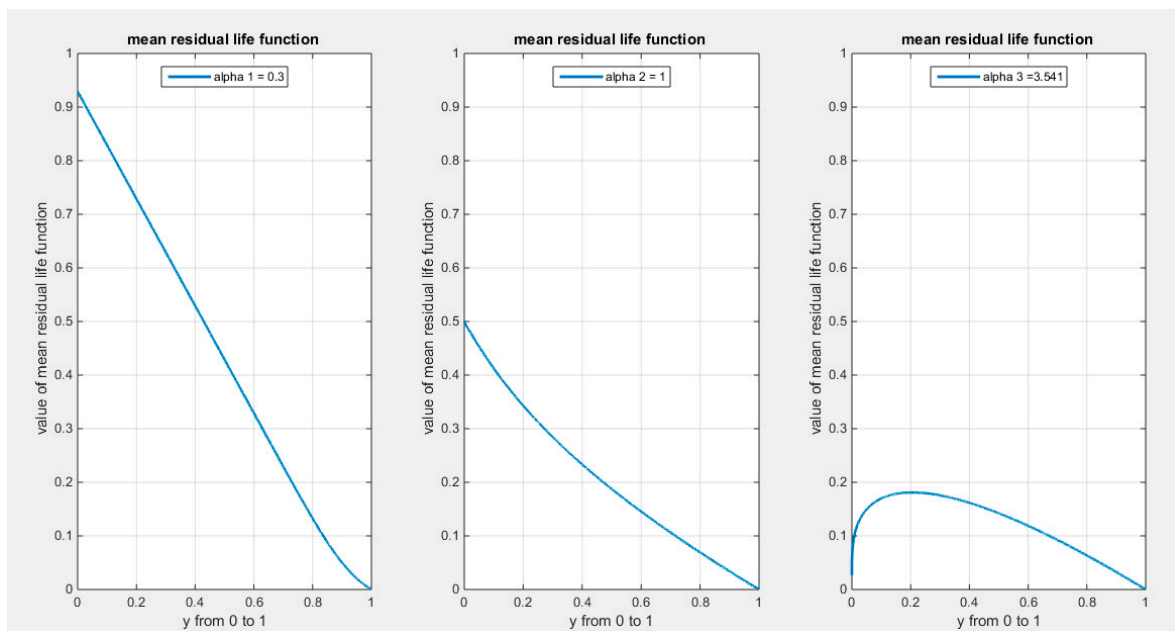 mean residual life function
alpha 1 = 0.3
value of mean residual life function
1
0.9
0.8
0.7
0.6
0.5
0.4
0.3
0.2
0.1
0
0 0.2 0.4 0.6 0.8 1
y from 0 to 1
mean residual life function
alpha 2 = 1
value of mean residual life function
1
0.9
0.8
0.7
0.6
0.5
0.4
0.3
0.2
0.1
0
0 0.2 0.4 0.6 0.8 1
y from 0 to 1
mean residual life function
alpha 3 =3.541
value of mean residual life function
1
0.9
0.8
0.7
0.6
0.5
0.4
0.3
0.2
0.1
0
0 0.2 0.4 0.6 0.8 1
y from 0 to 1